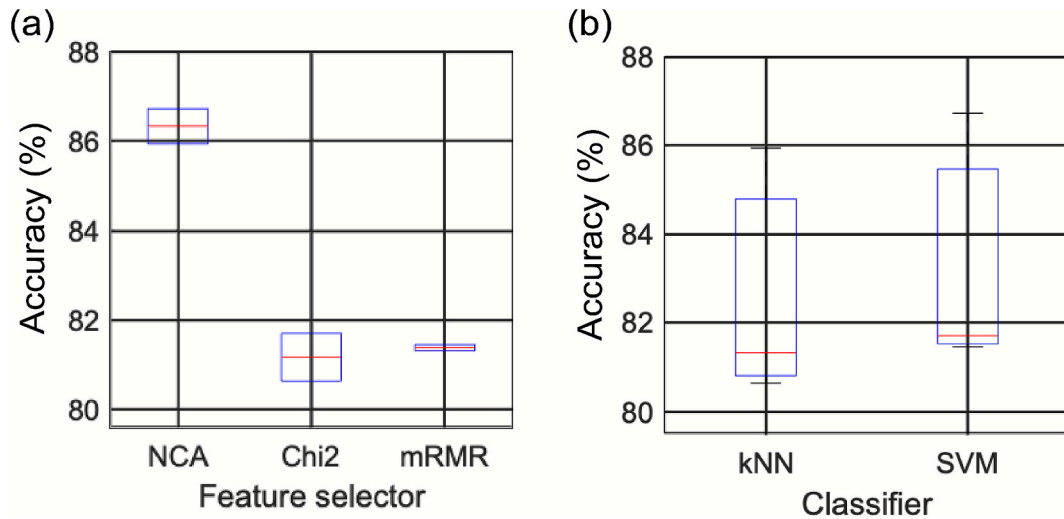 (a)
Accuracy (%)
88
86
84
82
80
NCA Chi2 mRMR
Feature selector
(b)
Accuracy (%)
88
86
84
82
80
kNN SVM
Classifier